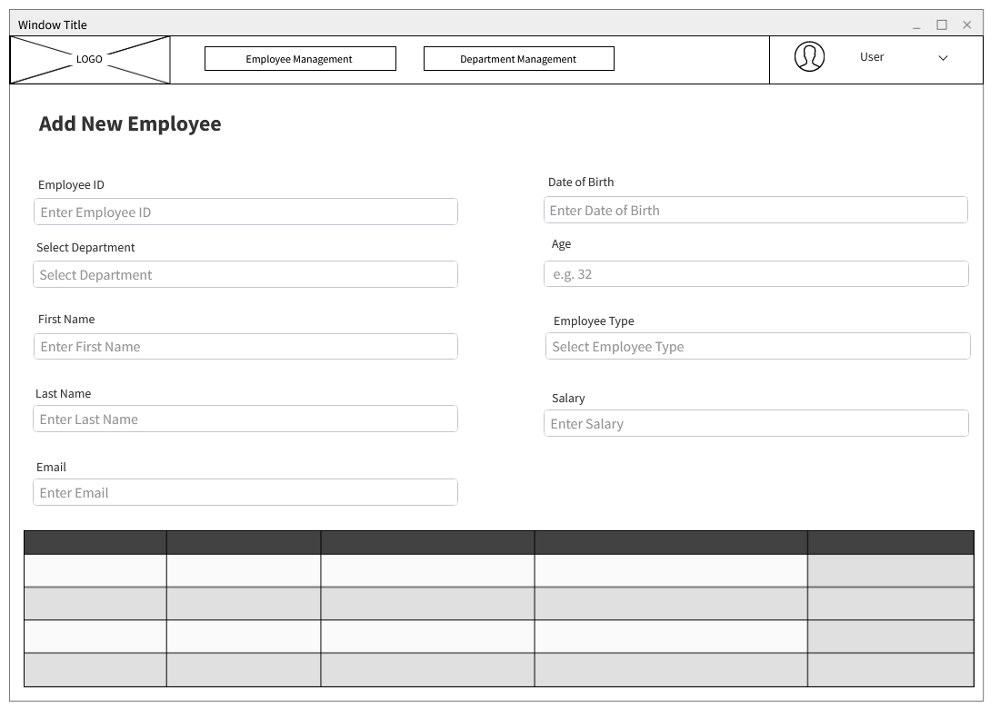 Window Title
LOGO
Employee Management
Department Management
User
Add New Employee
Employee ID
Enter Employee ID
Select Department
Select Department
First Name
Enter First Name
Last Name
Enter Last Name
Email
Enter Email
Date of Birth
Enter Date of Birth
Age
e.g. 32
Employee Type
Select Employee Type
Salary
Enter Salary